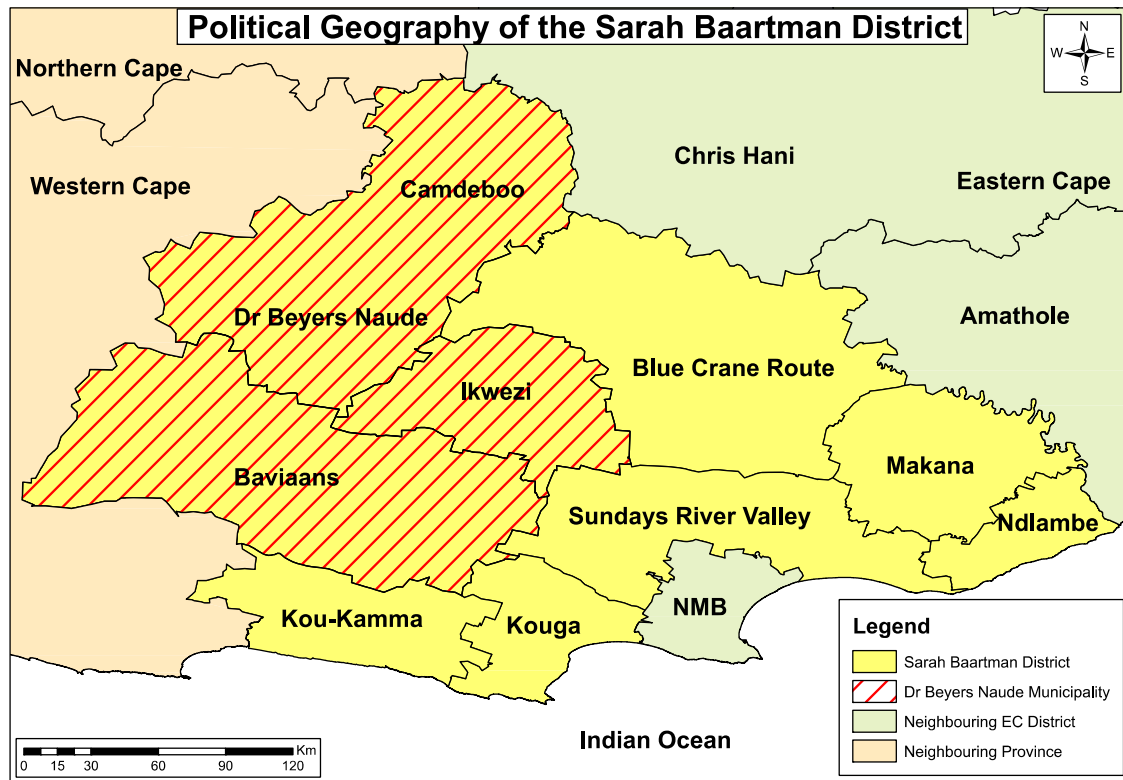 Political Geography of the Sarah Baartman District
N
W E
S
Northern Cape
Chris Hani
Western Cape
Camdeboo
Eastern Cape
Dr Beyers Naude
Amathole
Blue Crane Route
Ikwezi
Makana
Baviaans
Sundays River Valley
Ndlambe
NMB
Kou-Kamma
Kouga
Indian Ocean
Legend
Sarah Baartman District
Dr Beyers Naude Municipality
Neighbouring EC District
Neighbouring Province
Km
0 15 30 60 90 120